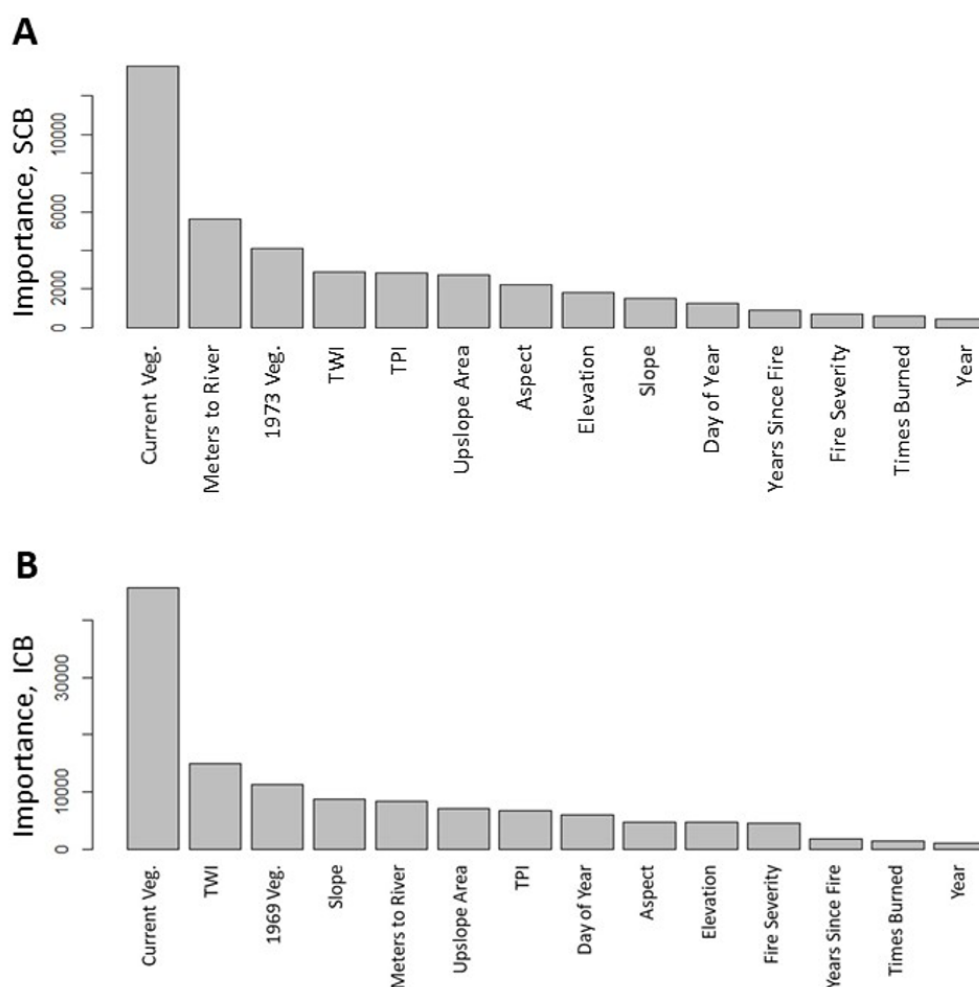 A
Importance, SCB
10000
6000
2000
0
Current Veg.
Meters to River
1973 Veg.
TWI
TPI
Upslope Area
Aspect
Elevation
Slope
Day of Year
Years Since Fire
Fire Severity
Times Burned
Year
B
Importance, ICB
30000
10000
0
Current Veg.
TWI
1969 Veg.
Slope
Meters to River
Upslope Area
TPI
Day of Year
Aspect
Elevation
Fire Severity
Years Since Fire
Times Burned
Year